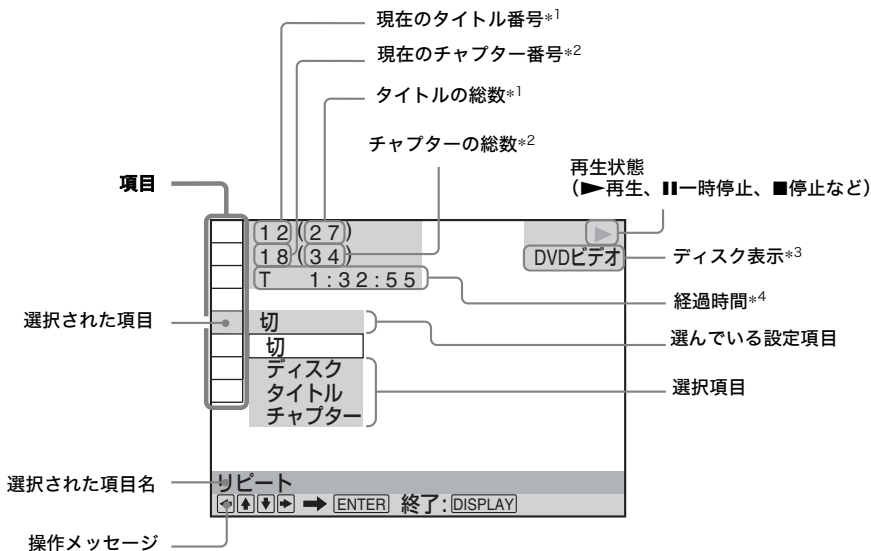 現在のタイトル番号*1
現在のチャプター番号*2
タイトルの総数*1
チャプターの総数*2
再生状態
(▶再生、⏸一時停止、■停止など)
項目
12(27)
18(34)
T 1:32:55
▶
DVDビデオ
ディスク表示*3
経過時間*4
選択された項目
切
選んでいる設定項目
切
ディスク
タイトル
チャプター
選択項目
選択された項目名
リピート
←↑↓→ ➡ ENTER 終了: DISPLAY
操作メッセージ